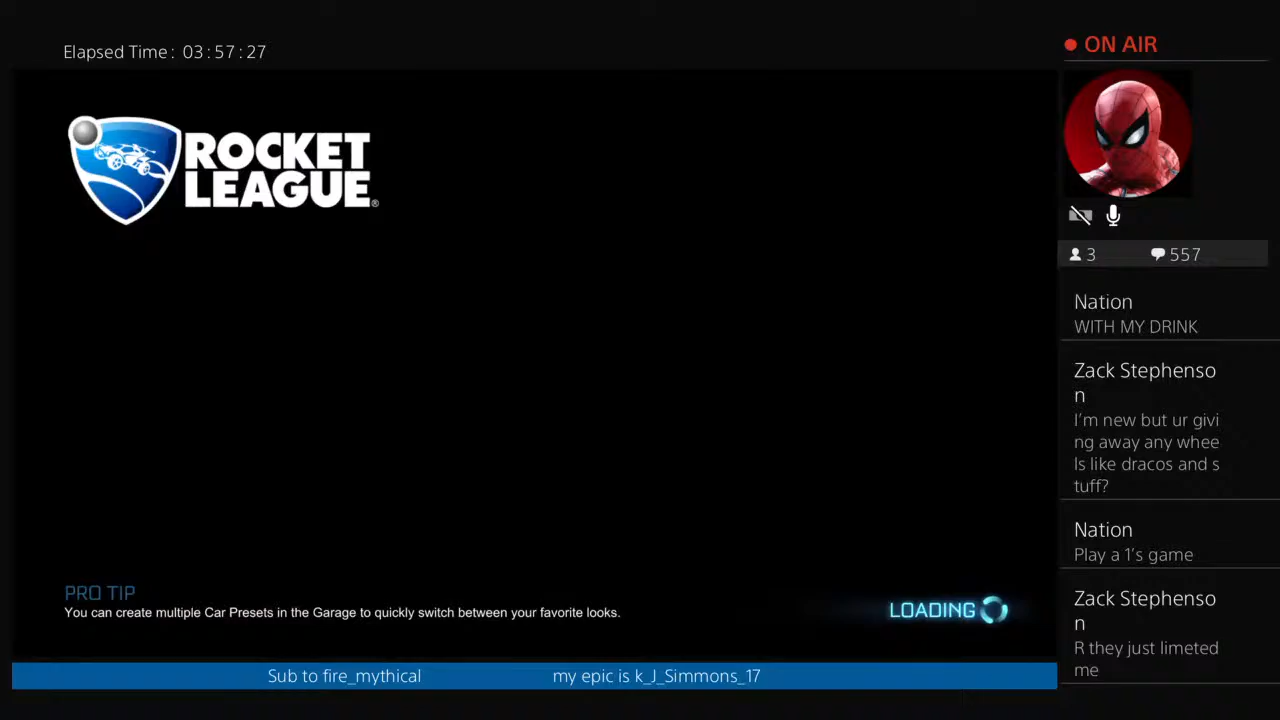 Elapsed Time: 03:57:27
ROCKET
LEAGUE®
PRO TIP
You can create multiple Car Presets in the Garage to quickly switch between your favorite looks.
LOADING
Sub to fire_mythical my epic is k_J_Simmons_17
ON AIR
3 557
Nation
WITH MY DRINK
Zack Stephenso
n
I'm new but ur givi
ng away any whee
ls like dracos and s
tuff?
Nation
Play a 1's game
Zack Stephenso
n
R they just limeted
me